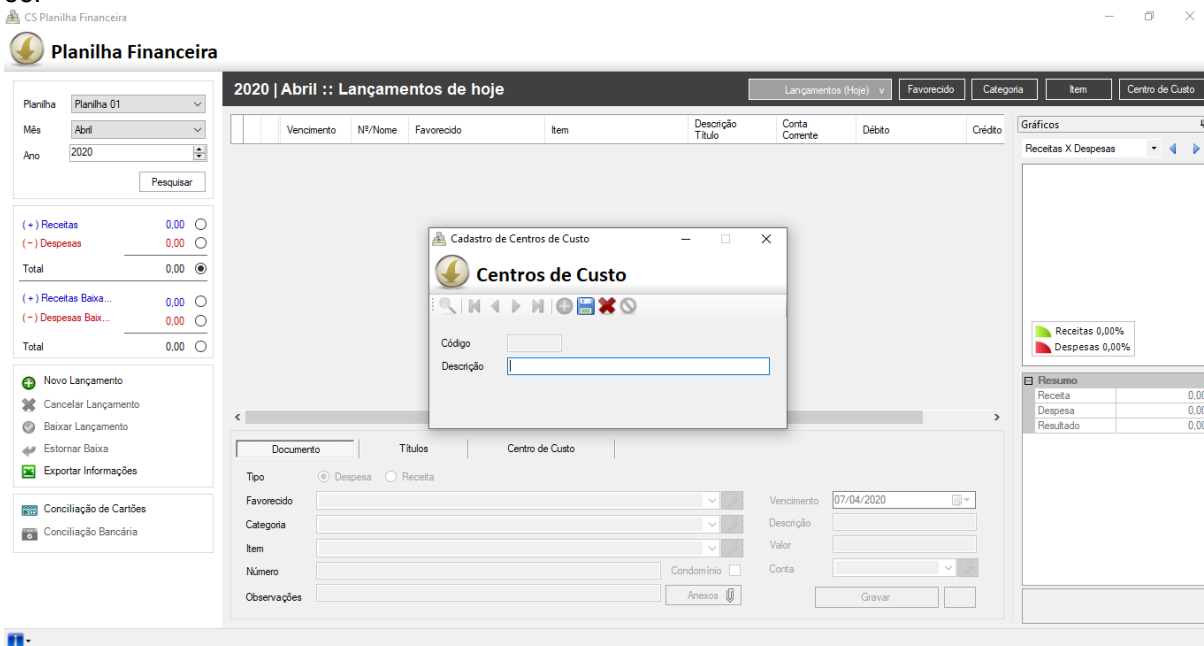 CS Planilha Financeira
Planilha Financeira
Planilha Planilha 01
Mês Abril
Ano 2020
Pesquisar
(+) Receitas 0,00
(-) Despesas 0,00
Total 0,00
(+) Receitas Baixa... 0,00
(-) Despesas Baix... 0,00
Total 0,00
Novo Lançamento
Cancelar Lançamento
Baixar Lançamento
Estornar Baixa
Exportar Informações
Conciliação de Cartões
Conciliação Bancária
2020 | Abril :: Lançamentos de hoje
Lançamentos (Hoje) v Favorecido Categoria Item Centro de Custo
Vencimento Nº/Nome Favorecido Item Descrição Título Conta Corrente Débito Crédito
Cadastro de Centros de Custo
Centros de Custo
Código
Descrição
Documento Títulos Centro de Custo
Tipo Despesa Receita
Favorecido Vencimento 07/04/2020
Categoria Descrição
Item Valor
Número Condomínio Conta
Observações Anexos Gravar
Gráficos
Receitas X Despesas
Receitas 0,00%
Despesas 0,00%
Resumo
Receita 0,00
Despesa 0,00
Resultado 0,00